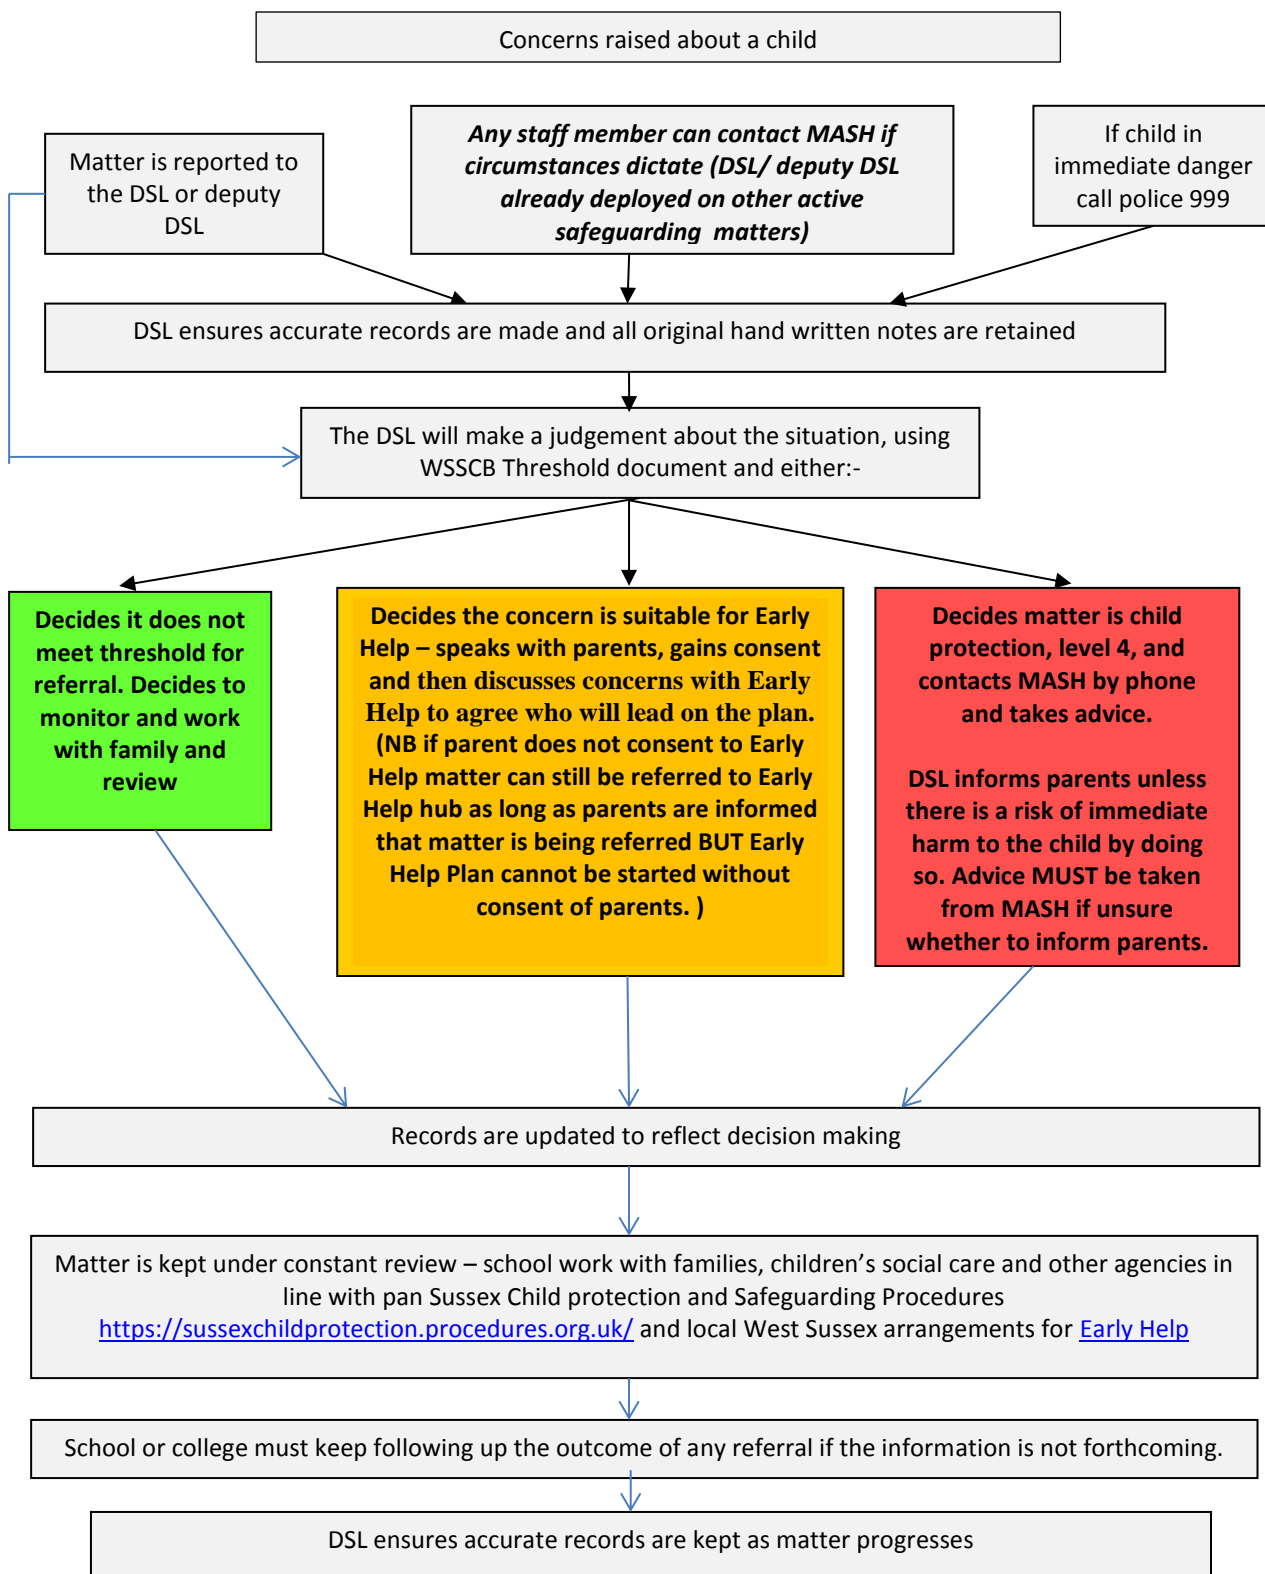 Concerns raised about a child
Matter is reported to
the DSL or deputy
DSL
Any staff member can contact MASH if
circumstances dictate (DSL/ deputy DSL
already deployed on other active
safeguarding  matters)
If child in
immediate danger
call police 999
DSL ensures accurate records are made and all original hand written notes are retained
The DSL will make a judgement about the situation, using
WSSCB Threshold document and either:-
Decides it does not
meet threshold for
referral. Decides to
monitor and work
with family and
review
Decides the concern is suitable for Early
Help – speaks with parents, gains consent
and then discusses concerns with Early
Help to agree who will lead on the plan.
(NB if parent does not consent to Early
Help matter can still be referred to Early
Help hub as long as parents are informed
that matter is being referred BUT Early
Help Plan cannot be started without
consent of parents. )
Decides matter is child
protection, level 4, and
contacts MASH by phone
and takes advice.
DSL informs parents unless
there is a risk of immediate
harm to the child by doing
so. Advice MUST be taken
from MASH if unsure
whether to inform parents.
Records are updated to reflect decision making
Matter is kept under constant review – school work with families, children’s social care and other agencies in
line with pan Sussex Child protection and Safeguarding Procedures
https://sussexchildprotection.procedures.org.uk/ and local West Sussex arrangements for Early Help
School or college must keep following up the outcome of any referral if the information is not forthcoming.
DSL ensures accurate records are kept as matter progresses